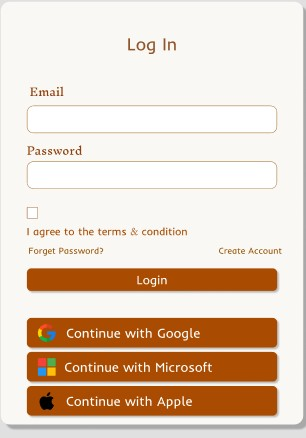 Log In
Email
Password
I agree to the terms & condition
Forget Password? Create Account
Login
Continue with Google
Continue with Microsoft
Continue with Apple